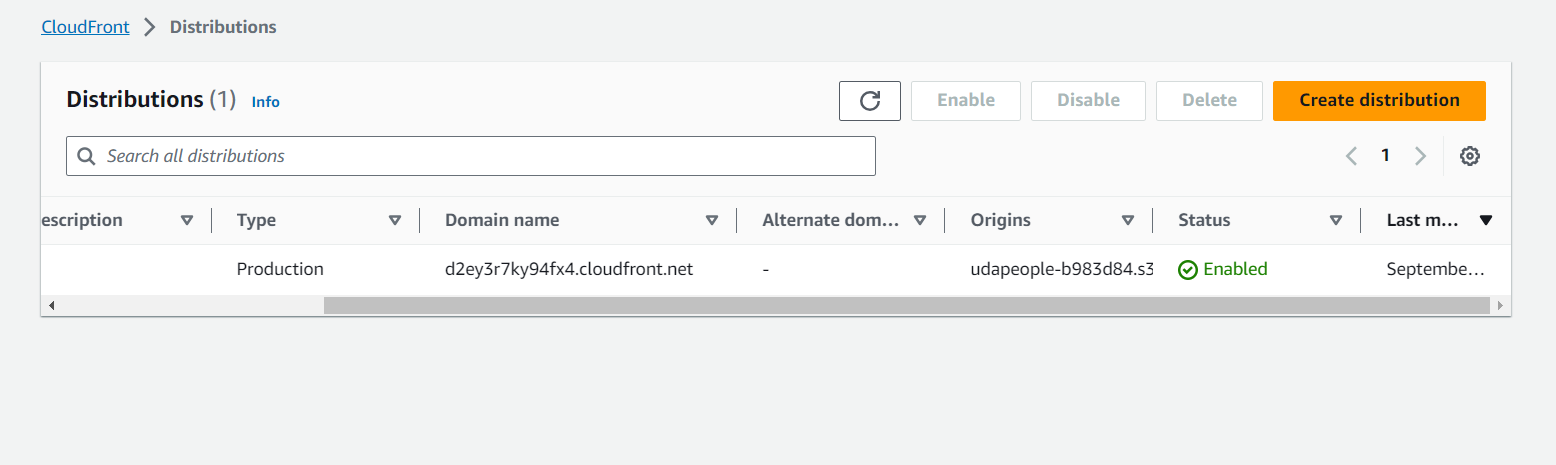 CloudFront > Distributions
Distributions (1) Info
Enable Disable Delete Create distribution
Search all distributions
1
escription Type Domain name Alternate dom... Origins Status Last m...
Production d2ey3r7ky94fx4.cloudfront.net - udapeople-b983d84.s3 Enabled Septembe...